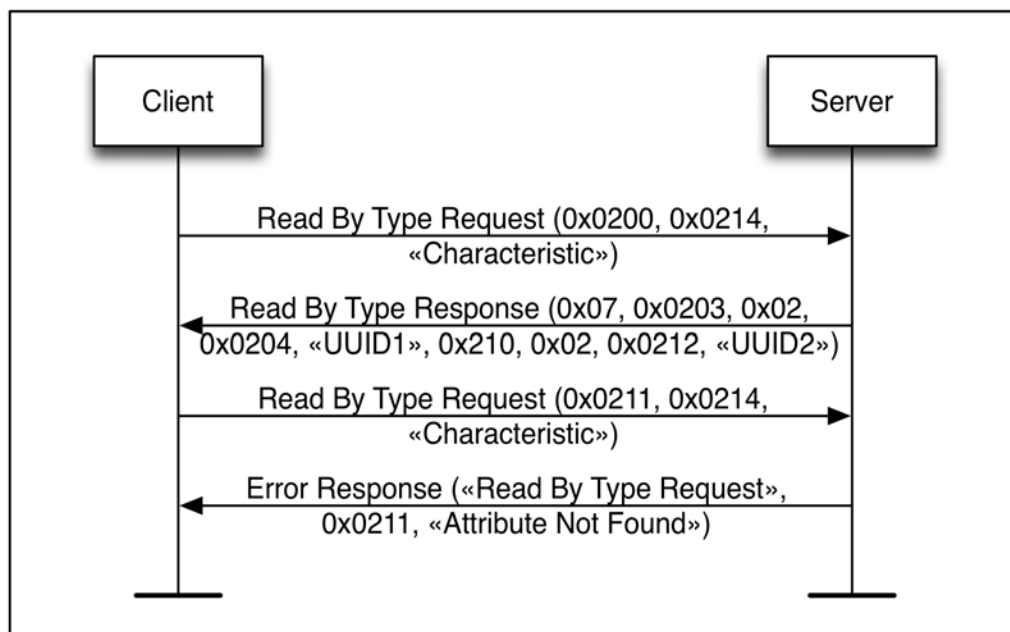 Client
Server
Read By Type Request (0x0200, 0x0214,
«Characteristic»)
Read By Type Response (0x07, 0x0203, 0x02,
0x0204, «UUID1», 0x210, 0x02, 0x0212, «UUID2»)
Read By Type Request (0x0211, 0x0214,
«Characteristic»)
Error Response («Read By Type Request»,
0x0211, «Attribute Not Found»)